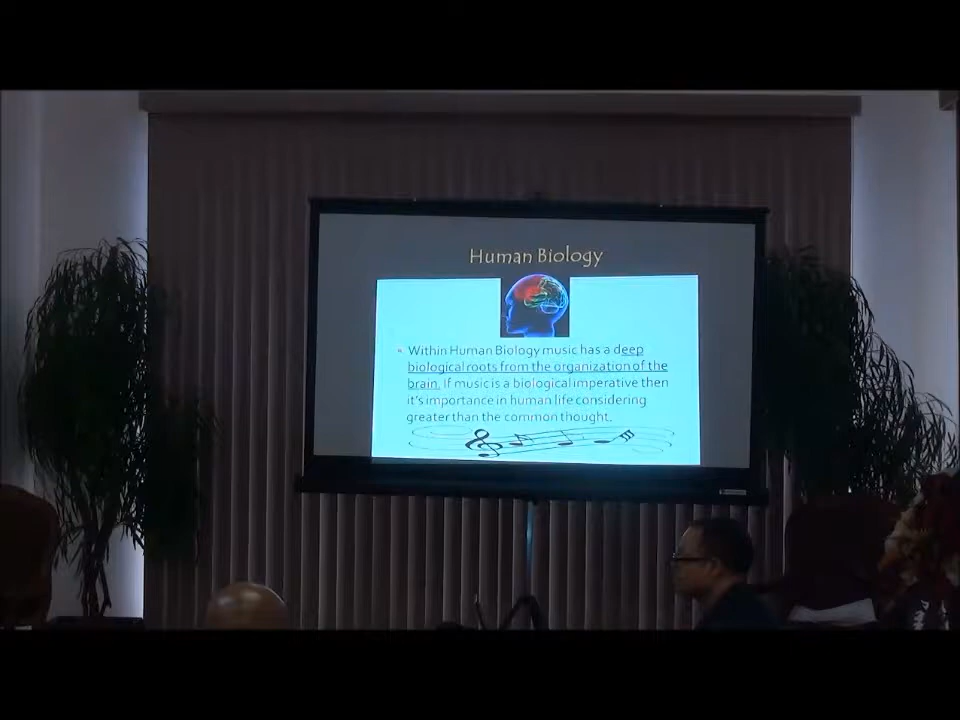 Human Biology
Within Human Biology music has a deep
biological roots from the organization of the
brain. If music is a biological imperative then
it's importance in human life considering
greater than the common thought.